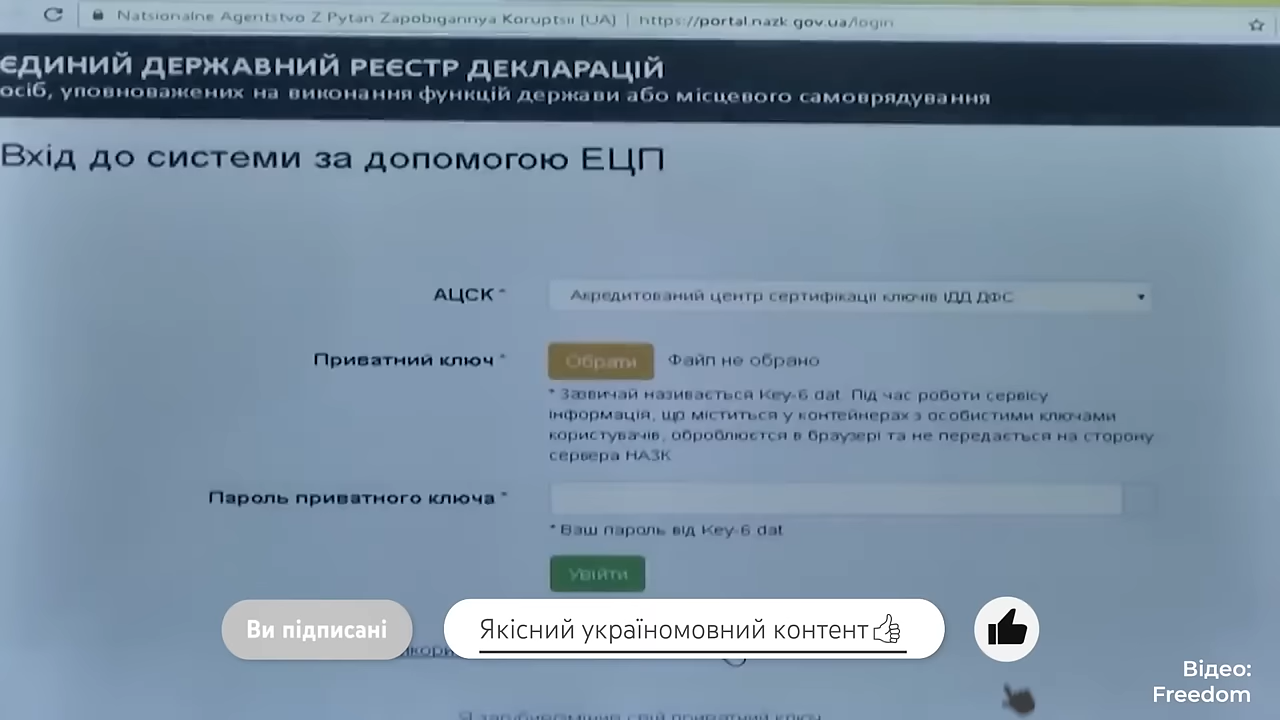 Natsionalne Agentstvo Z Pytan Zapobigannya Koruptsii [UA] | https://portal.nazk.gov.ua/login
ЄДИНИЙ ДЕРЖАВНИЙ РЕЄСТР ДЕКЛАРАЦІЙ
осіб, уповноважених на виконання функцій держави або місцевого самоврядування
Вхід до системи за допомогою ЕЦП
АЦСК *
Акредитований центр сертифікації ключів ІДД ДФС
Приватний ключ *
Обрати Файл не обрано
* Зазвичай називається Key-6.dat. Під час роботи сервісу
інформація, що міститься у контейнерах з особистими ключами
користувачів, оброблюється в браузері та не передається на сторону
сервера НАЗК
Пароль приватного ключа *
* Ваш пароль від Key-6.dat
Увійти
Ви підписані
Якісний україномовний контент
Відео:
Freedom